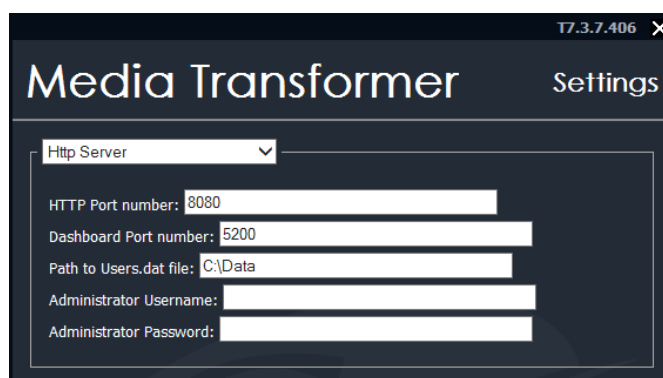 T7.3.7.406 X
Media Transformer Settings
Http Server
HTTP Port number: 8080
Dashboard Port number: 5200
Path to Users.dat file: C:\Data
Administrator Username:
Administrator Password: